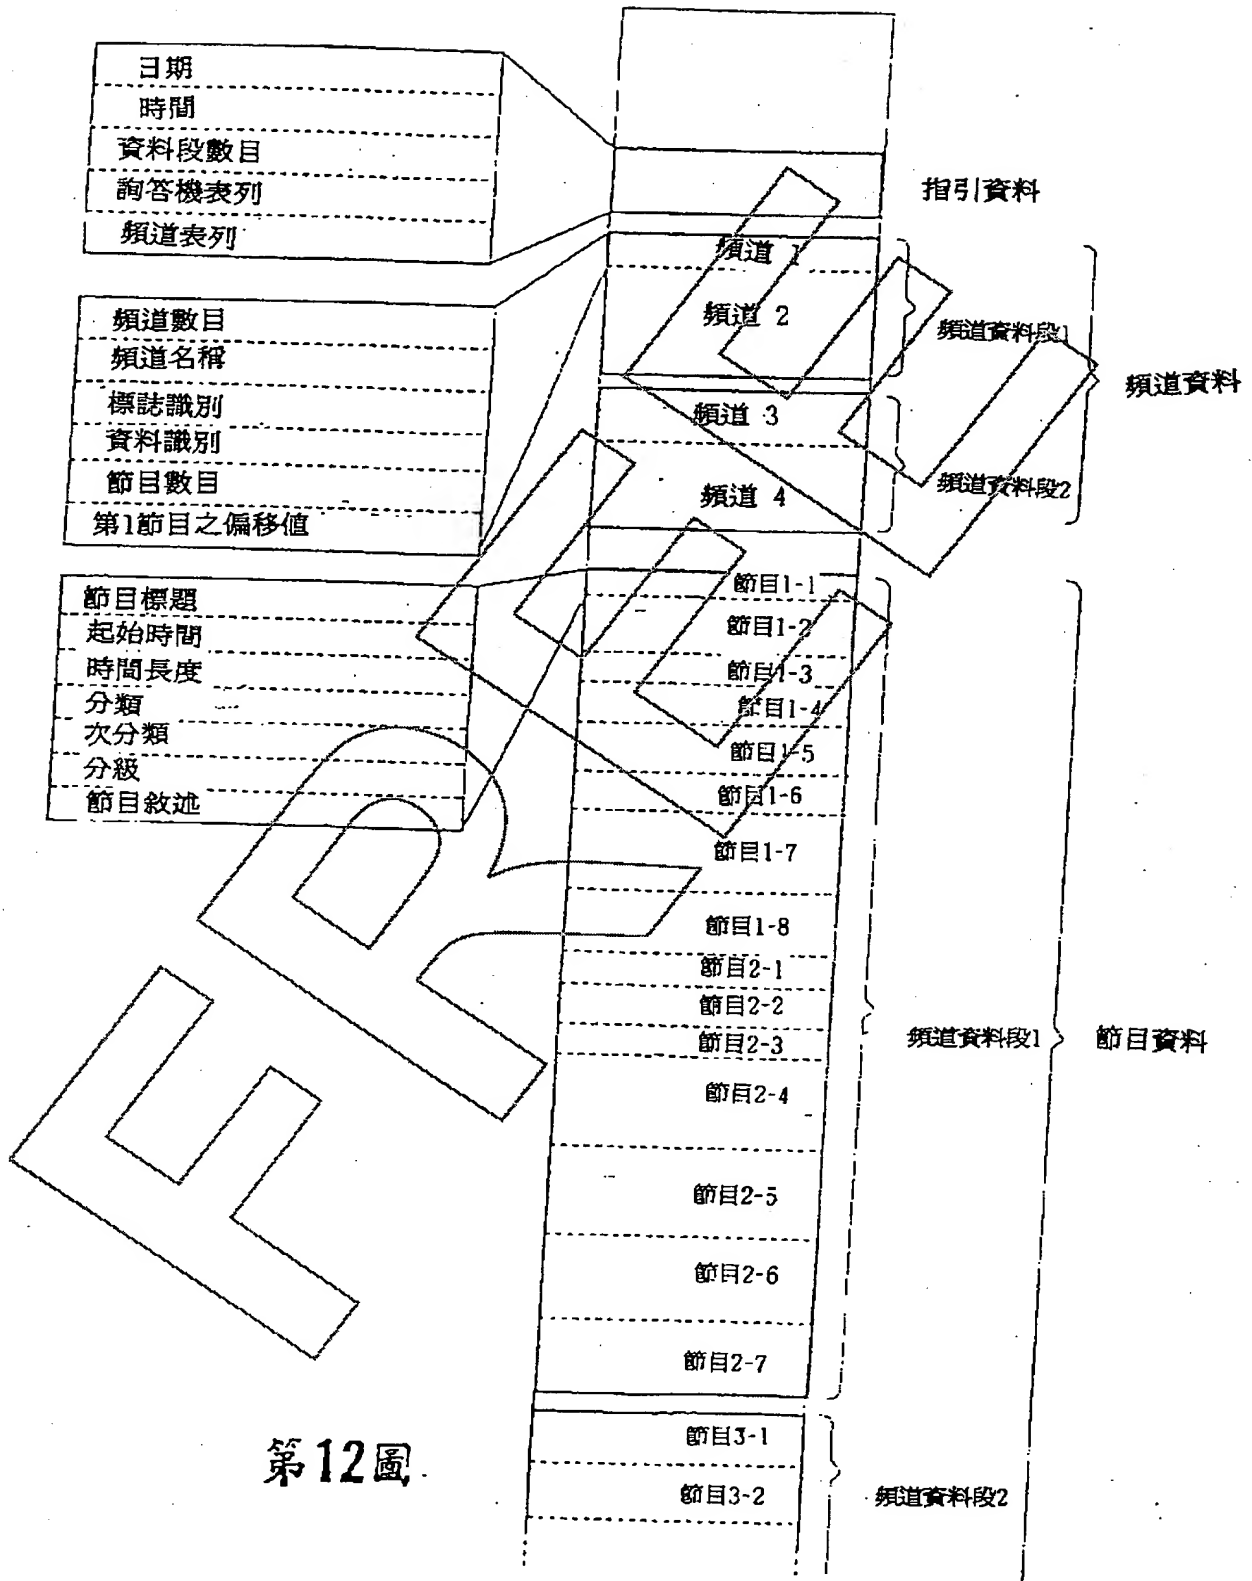 日期
時間
資料段數目
詢答機表列
頻道表列
頻道數目
頻道名稱
標誌識別
資料識別
節目數目
第1節目之偏移值
節目標題
起始時間
時間長度
分類
次分類
分級
節目敘述
指引資料
頻道 1
頻道 2
頻道資料段1
頻道 3
頻道 4
頻道資料段2
頻道資料
節目1-1
節目1-2
節目1-3
節目1-4
節目1-5
節目1-6
節目1-7
節目1-8
節目2-1
節目2-2
節目2-3
節目2-4
節目2-5
節目2-6
節目2-7
頻道資料段1
節目資料
節目3-1
節目3-2
頻道資料段2
第12圖